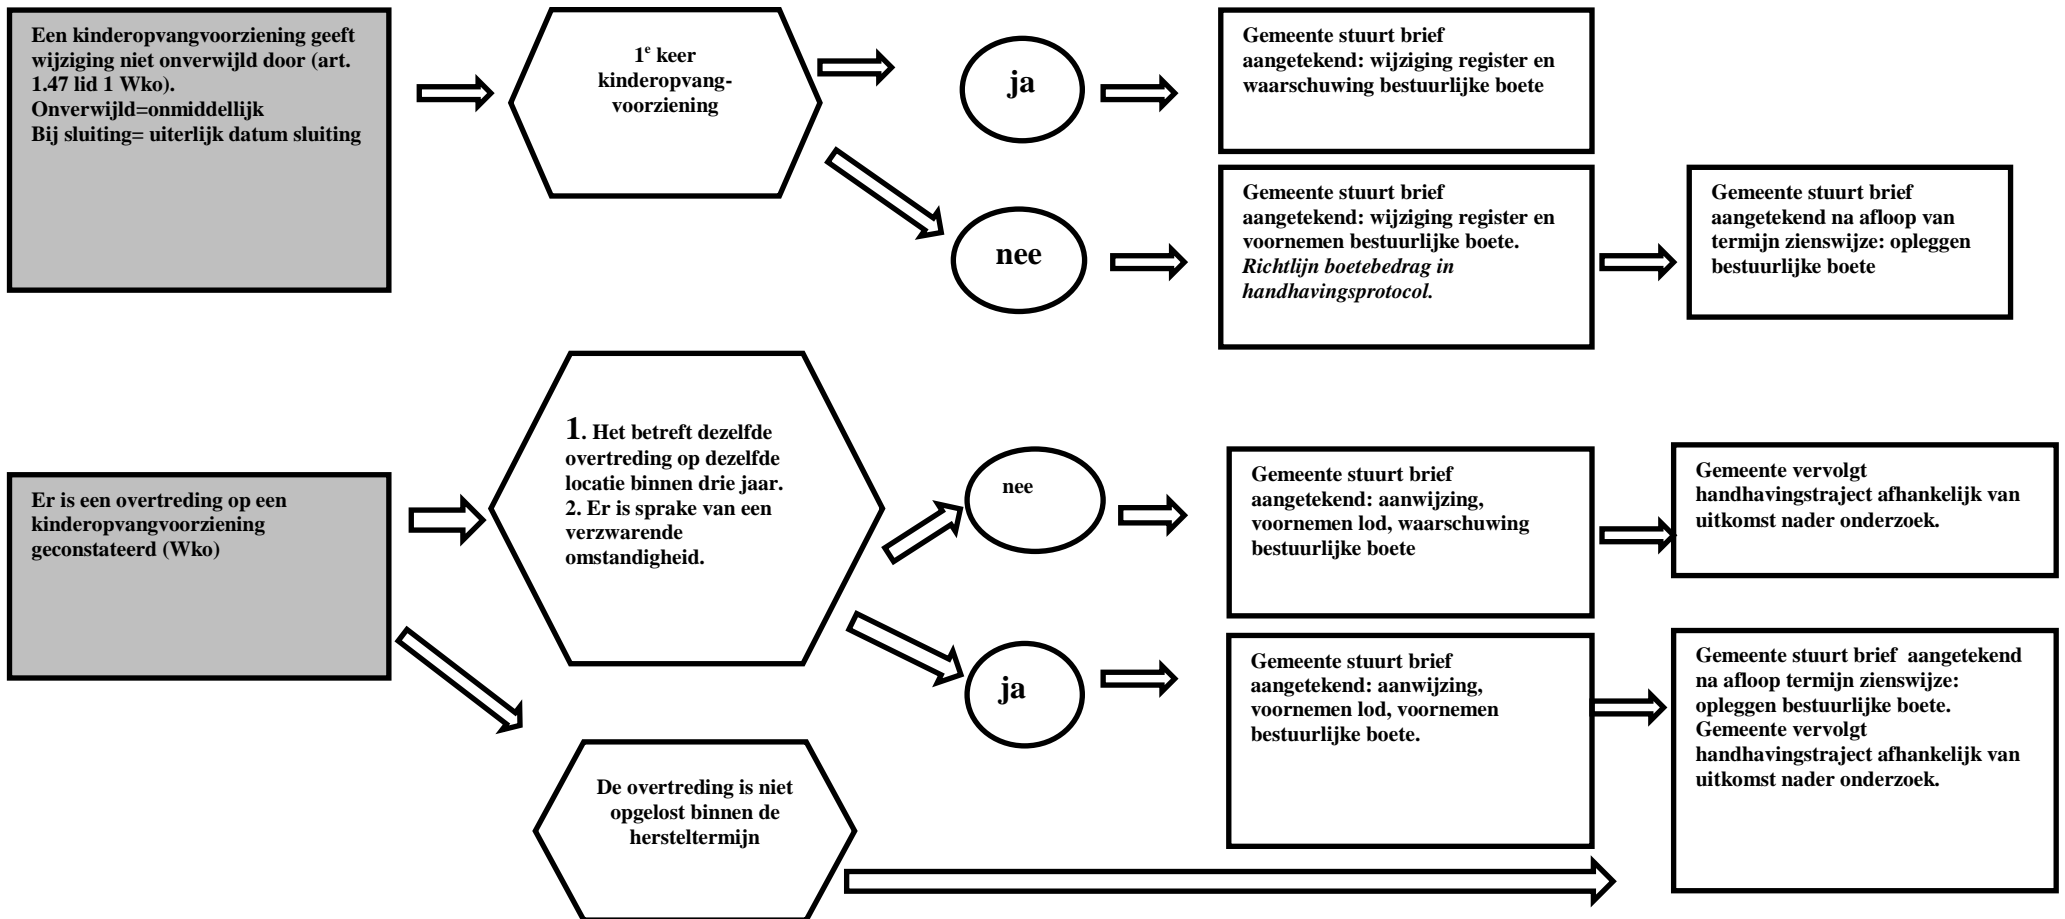 Een kinderopvangvoorziening geeft
wijziging niet onverwijld door (art.
1.47 lid 1 Wko).
Onverwijld=onmiddellijk
Bij sluiting= uiterlijk datum sluiting
1e keer
kinderopvang-
voorziening
ja
Gemeente stuurt brief
aangetekend: wijziging register en
waarschuwing bestuurlijke boete
nee
Gemeente stuurt brief
aangetekend: wijziging register en
voornemen bestuurlijke boete.
Richtlijn boetebedrag in
handhavingsprotocol.
Gemeente stuurt brief
aangetekend na afloop van
termijn zienswijze: opleggen
bestuurlijke boete
Er is een overtreding op een
kinderopvangvoorziening
geconstateerd (Wko)
1. Het betreft dezelfde
overtreding op dezelfde
locatie binnen drie jaar.
2. Er is sprake van een
verzwarende
omstandigheid.
nee
Gemeente stuurt brief
aangetekend: aanwijzing,
voornemen lod, waarschuwing
bestuurlijke boete
Gemeente vervolgt
handhavingstraject afhankelijk van
uitkomst nader onderzoek.
ja
Gemeente stuurt brief
aangetekend: aanwijzing,
voornemen lod, voornemen
bestuurlijke boete.
Gemeente stuurt brief aangetekend
na afloop termijn zienswijze:
opleggen bestuurlijke boete.
Gemeente vervolgt
handhavingstraject afhankelijk van
uitkomst nader onderzoek.
De overtreding is niet
opgelost binnen de
hersteltermijn